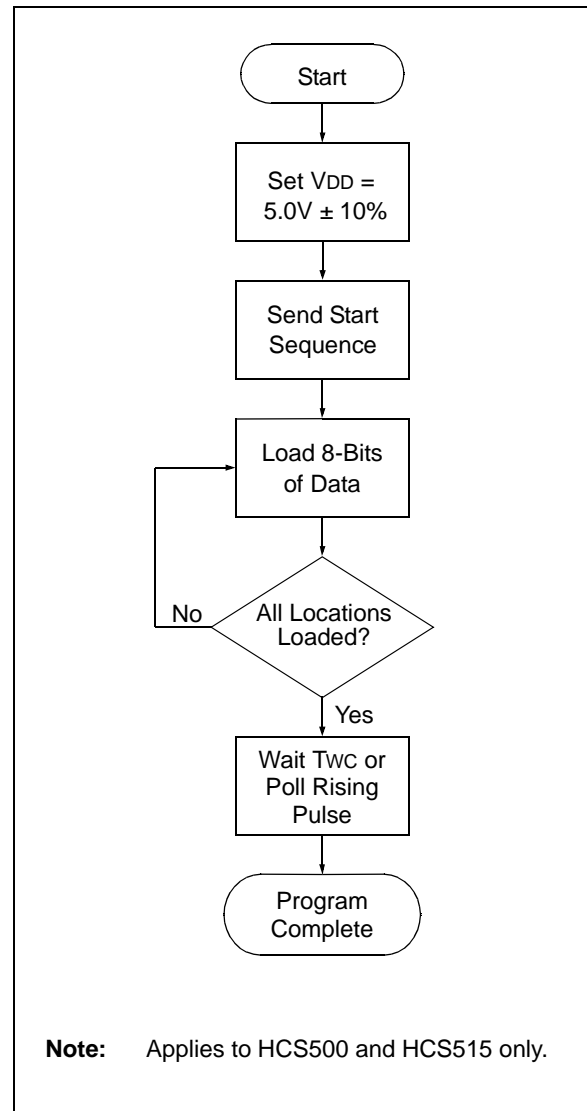 Start
Set VDD =
5.0V ± 10%
Send Start
Sequence
Load 8-Bits
of Data
No
All Locations
Loaded?
Yes
Wait TWC or
Poll Rising
Pulse
Program
Complete
Note: Applies to HCS500 and HCS515 only.